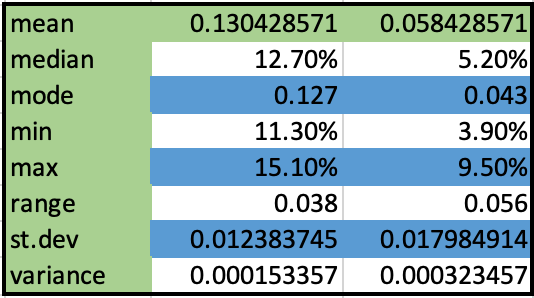 mean 0.130428571 0.058428571
median 12.70% 5.20%
mode 0.127 0.043
min 11.30% 3.90%
max 15.10% 9.50%
range 0.038 0.056
st.dev 0.012383745 0.017984914
variance 0.000153357 0.000323457